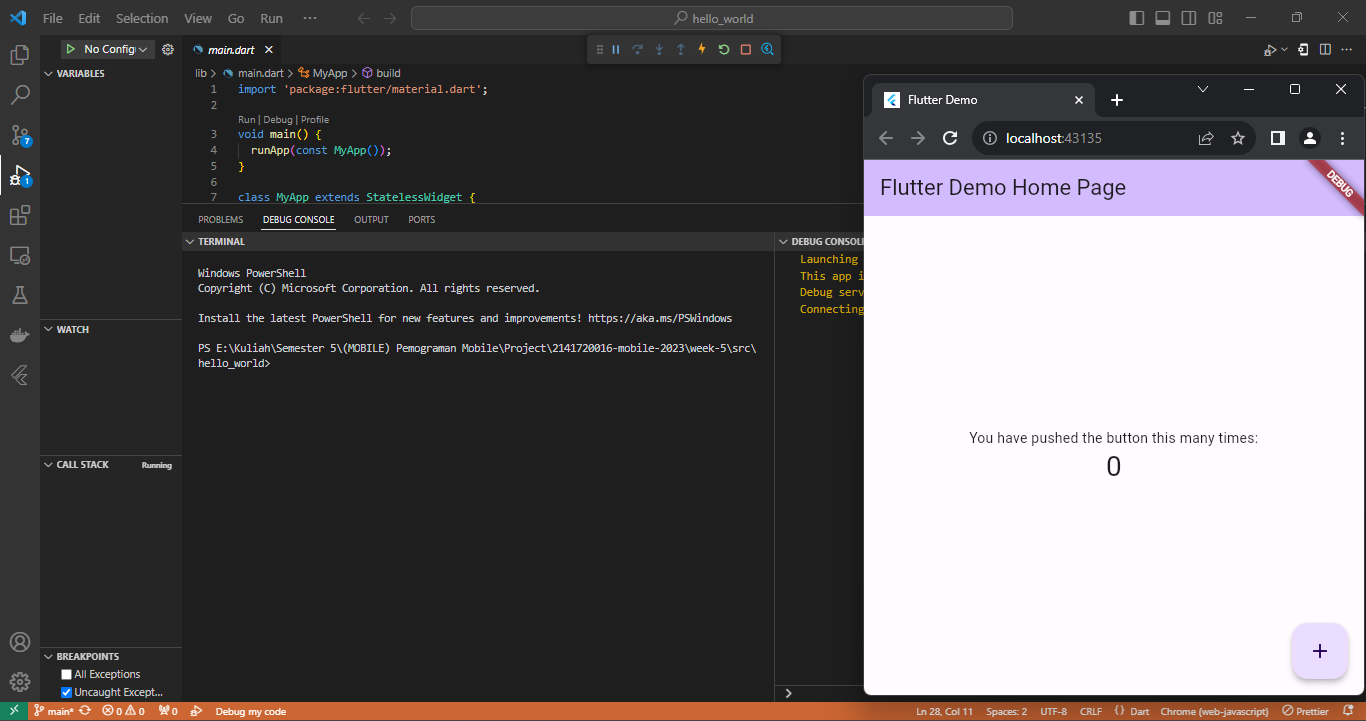 File Edit Selection View Go Run ··· hello_world
No Config
main.dart
VARIABLES
lib > main.dart > MyApp > build
1 import 'package:flutter/material.dart';
2
Run | Debug | Profile
3 void main() {
4 runApp(const MyApp());
5 }
6
7 class MyApp extends StatelessWidget {
PROBLEMS DEBUG CONSOLE OUTPUT PORTS
TERMINAL
Windows PowerShell
Copyright (C) Microsoft Corporation. All rights reserved.
Install the latest PowerShell for new features and improvements! https://aka.ms/PSWindows
PS E:\Kuliah\Semester 5\(MOBILE) Pemograman Mobile\Project\2141720016-mobile-2023\week-5\src\
hello_world>
DEBUG CONSOL
Launching
This app i
Debug serv
Connecting
7
1
WATCH
CALL STACK Running
BREAKPOINTS
All Exceptions
Uncaught Except...
Flutter Demo
localhost:43135
Flutter Demo Home Page
DEBUG
You have pushed the button this many times:
0
+
main* 0 0 0 Debug my code Ln 28, Col 11 Spaces: 2 UTF-8 CRLF {} Dart Chrome (web-javascript) Prettier